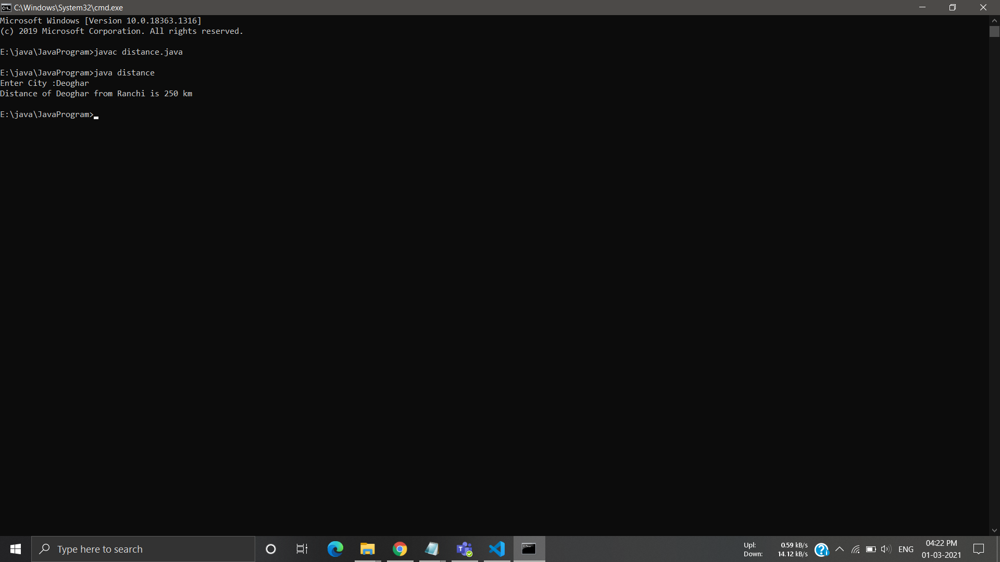 C:\Windows\System32\cmd.exe
Microsoft Windows [Version 10.0.18363.1316]
(c) 2019 Microsoft Corporation. All rights reserved.
E:\java\JavaProgram>javac distance.java
E:\java\JavaProgram>java distance
Enter City :Deoghar
Distance of Deoghar from Ranchi is 250 km
E:\java\JavaProgram>
Type here to search
Upl: 0.59 kB/s
Down: 14.12 kB/s
ENG
04:22 PM
01-03-2021